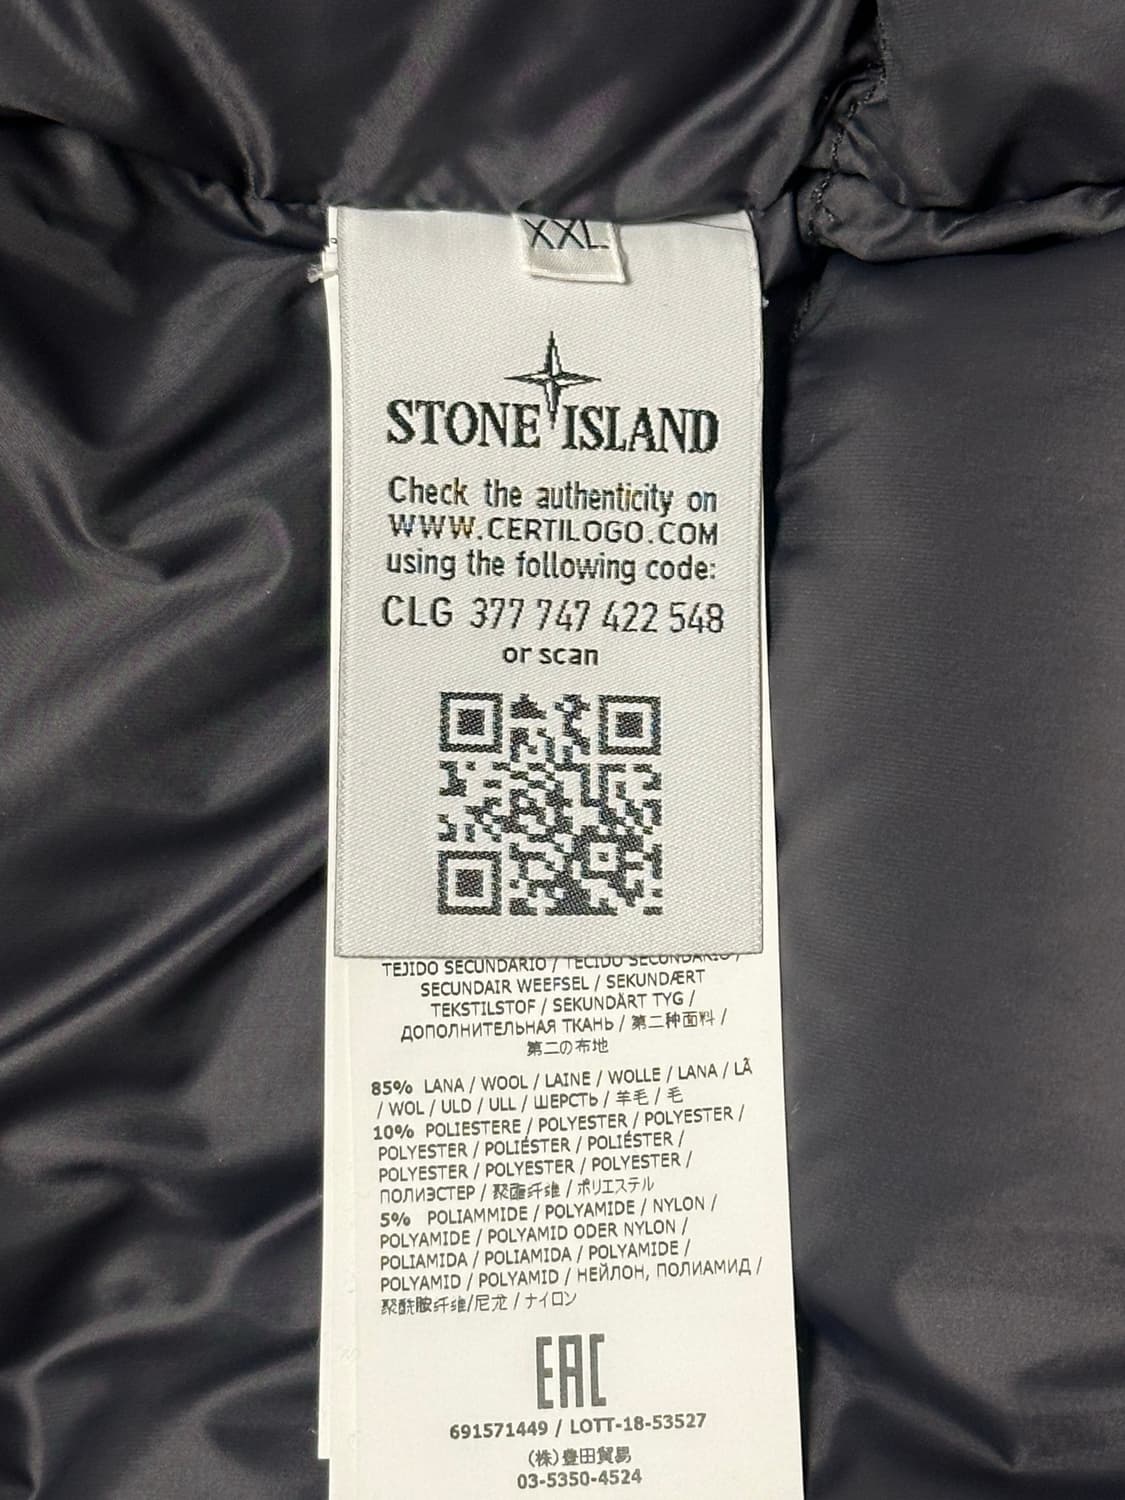 XXL
STONE ISLAND
Check the authenticity on
WWW.CERTILOGO.COM
using the following code:
CLG 377 747 422 548
or scan
TEJIDO SECUNDARIO / TECIDO SECUNDÁRIO /
SECUNDAIR WEEFSEL / SEKUNDÆRT
TEKSTILSTOF / SEKUNDÄRT TYG /
ДОПОЛНИТЕЛЬНАЯ ТКАНЬ / 第二种面料 /
第二の布地
85% LANA / WOOL / LAINE / WOLLE / LANA / LÃ
/ WOL / ULD / ULL / ШЕРСТЬ / 羊毛 / 毛
10% POLIESTERE / POLYESTER / POLYESTER /
POLYESTER / POLIÉSTER / POLIÉSTER /
POLYESTER / POLYESTER / POLYESTER /
ПОЛИЭСТЕР / 聚酯纤维 / ポリエステル
5% POLIAMMIDE / POLYAMIDE / NYLON /
POLYAMIDE / POLYAMID ODER NYLON /
POLIAMIDA / POLIAMIDA / POLYAMIDE /
POLYAMID / POLYAMID / НЕЙЛОН, ПОЛИАМИД /
聚酰胺纤维/尼龙 / ナイロン
EAC
691571449 / LOTT-18-53527
(株)豊田貿易
03-5350-4524